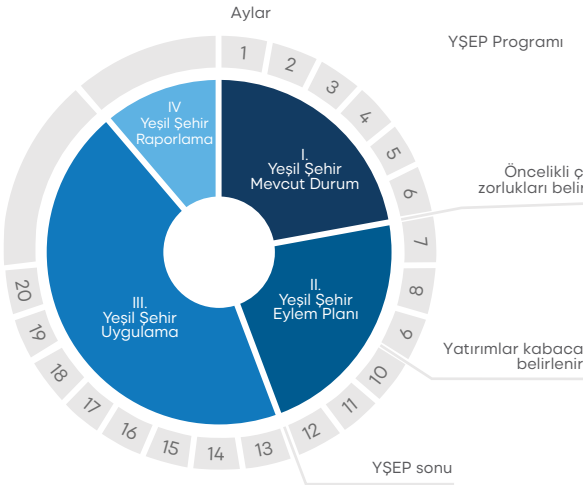 Aylar
YŞEP Programı
1
2
3
4
5
6
7
8
9
10
11
12
13
14
15
16
17
18
19
20
I.
Yeşil Şehir
Mevcut Durum
II.
Yeşil Şehir
Eylem Planı
III.
Yeşil Şehir
Uygulama
IV
Yeşil Şehir
Raporlama
Öncelikli ç
zorlukları belir
Yatırımlar kabaca
belirlenir
YŞEP sonu